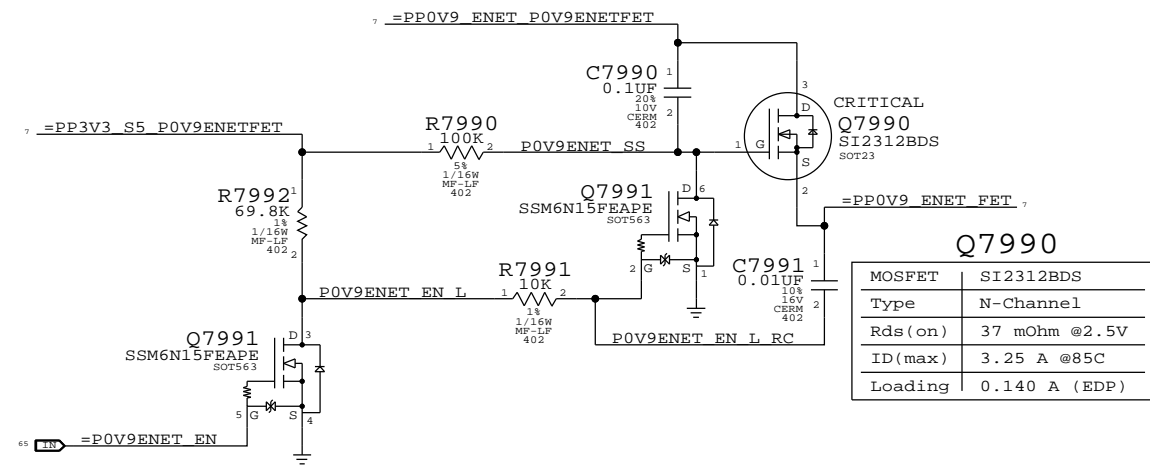 7 =PP0V9_ENET_P0V9ENETFET
C7990
0.1UF
20%
10V
CERM
402
1
2
3
D
CRITICAL
Q7990
SI2312BDS
SOT23
1 G
S
2
7 =PP3V3_S5_P0V9ENETFET
R7990
100K
1 2
5%
1/16W
MF-LF
402
P0V9ENET_SS
R7992
69.8K
1%
1/16W
MF-LF
402
1
2
Q7991
SSM6N15FEAPE
SOT563
D 6
2 G S 1
=PP0V9_ENET_FET 7
C7991
0.01UF
10%
16V
CERM
402
1
2
P0V9ENET_EN_L
R7991
10K
1 2
1%
1/16W
MF-LF
402
P0V9ENET_EN_L_RC
Q7991
SSM6N15FEAPE
SOT563
D 3
5 G S 4
65 IN =P0V9ENET_EN
Q7990
MOSFET SI2312BDS
Type N-Channel
Rds(on) 37 mOhm @2.5V
ID(max) 3.25 A @85C
Loading 0.140 A (EDP)